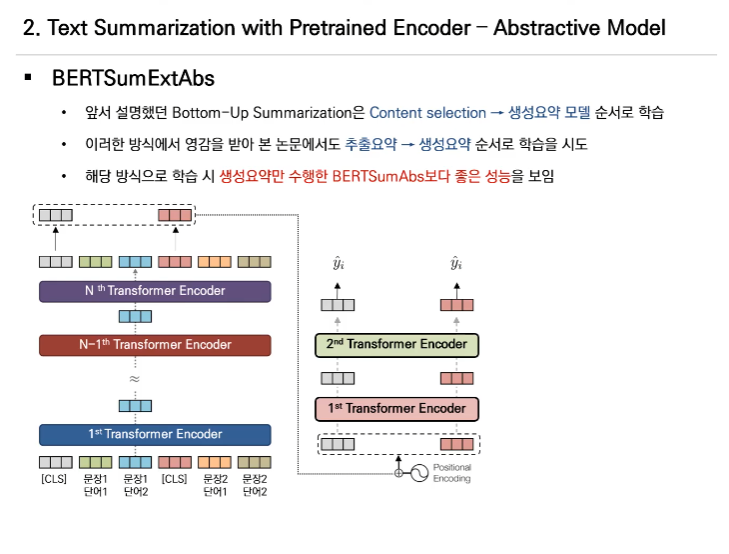 2. Text Summarization with Pretrained Encoder – Abstractive Model
▪ BERTSumExtAbs
• 앞서 설명했던 Bottom-Up Summarization은 Content selection → 생성요약 모델 순서로 학습
• 이러한 방식에서 영감을 받아 본 논문에서도 추출요약 → 생성요약 순서로 학습을 시도
• 해당 방식으로 학습 시 생성요약만 수행한 BERTSumAbs보다 좋은 성능을 보임
N th Transformer Encoder
N-1th Transformer Encoder
≈
1st Transformer Encoder
[CLS] 문장1 문장1 [CLS] 문장2 문장2
단어1 단어2 단어1 단어2
ŷi ŷi
2nd Transformer Encoder
1st Transformer Encoder
Positional
Encoding